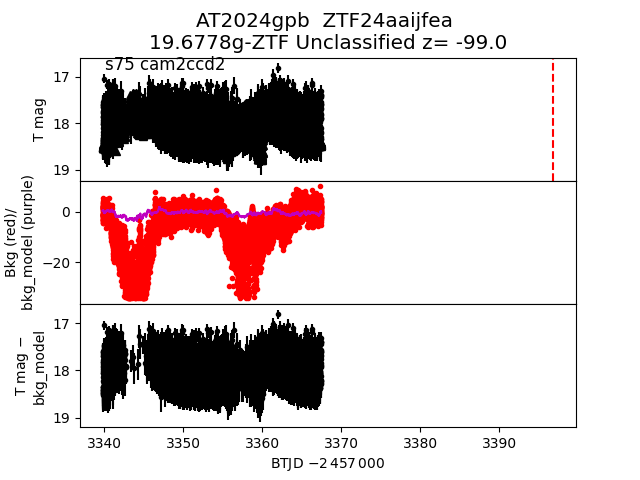 AT2024gpb  ZTF24aaijfea
19.6778g-ZTF Unclassified z= -99.0
s75 cam2ccd2
17
18
19
T mag
0
−20
Bkg (red)/
bkg_model (purple)
17
18
19
T mag −
bkg_model
3340 3350 3360 3370 3380 3390
BTJD −2 457 000